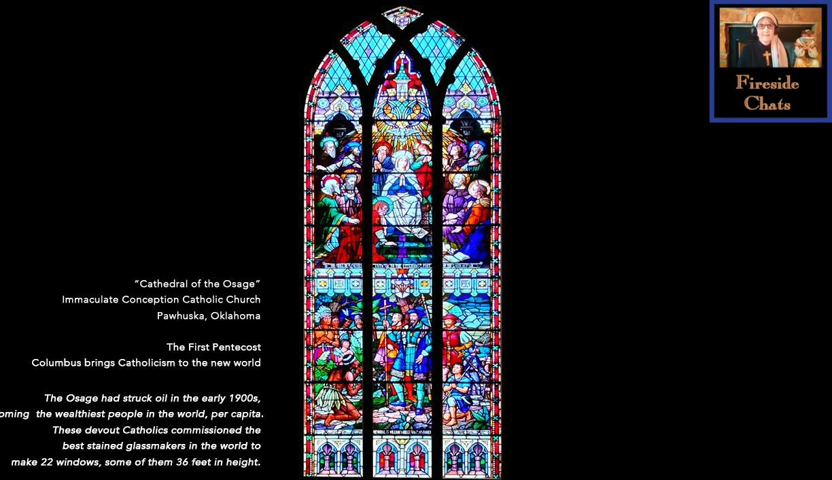 "Cathedral of the Osage"
Immaculate Conception Catholic Church
Pawhuska, Oklahoma
The First Pentecost
Columbus brings Catholicism to the new world
The Osage had struck oil in the early 1900s,
oming the wealthiest people in the world, per capita.
These devout Catholics commissioned the
best stained glassmakers in the world to
make 22 windows, some of them 36 feet in height.
Fireside
Chats